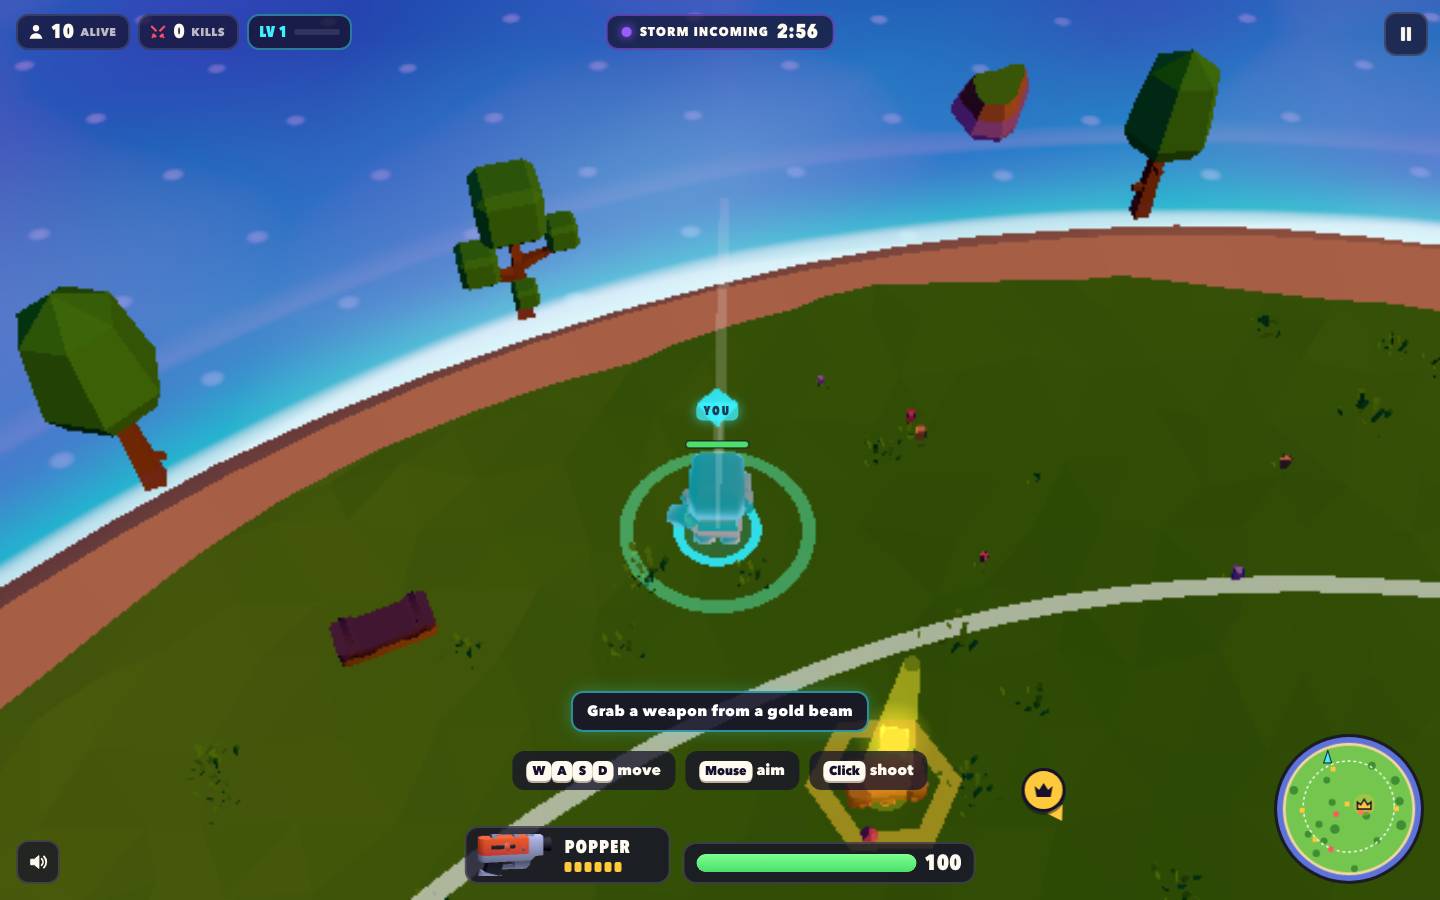 10 ALIVE
0 KILLS
LV 1
STORM INCOMING 2:56
YOU
Grab a weapon from a gold beam
W A S D move
Mouse aim
Click shoot
POPPER
100